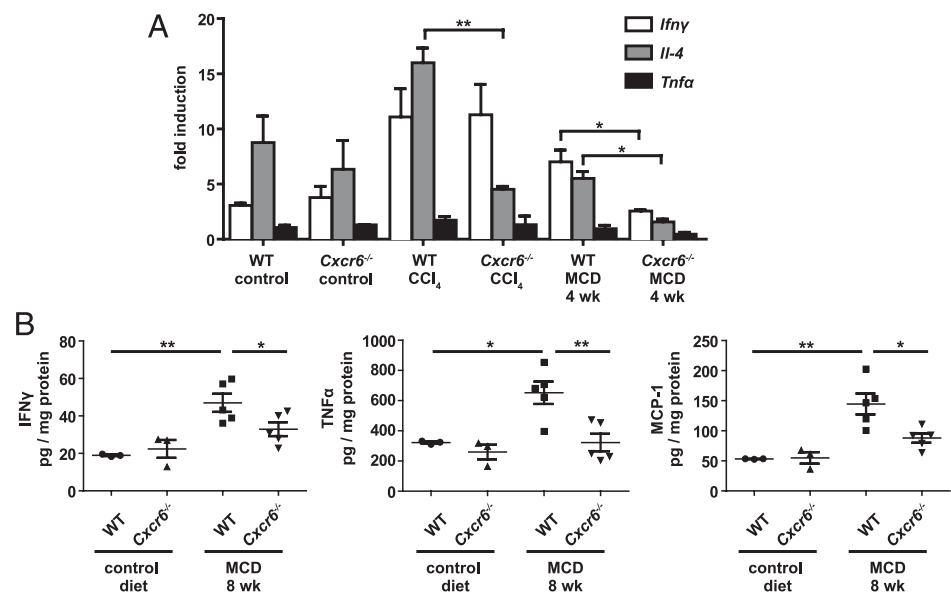 A
fold induction
20
15
10
5
0
**
*
*
Ifnγ
Il-4
Tnfα
WT control
Cxcr6-/- control
WT CCl4
Cxcr6-/- CCl4
WT MCD 4 wk
Cxcr6-/- MCD 4 wk
B
IFNγ
pg / mg protein
80
60
40
20
0
**
*
WT
Cxcr6-/-
WT
Cxcr6-/-
control diet
MCD 8 wk
TNFα
pg / mg protein
1000
800
600
400
200
0
*
**
WT
Cxcr6-/-
WT
Cxcr6-/-
control diet
MCD 8 wk
MCP-1
pg / mg protein
250
200
150
100
50
0
**
*
WT
Cxcr6-/-
WT
Cxcr6-/-
control diet
MCD 8 wk